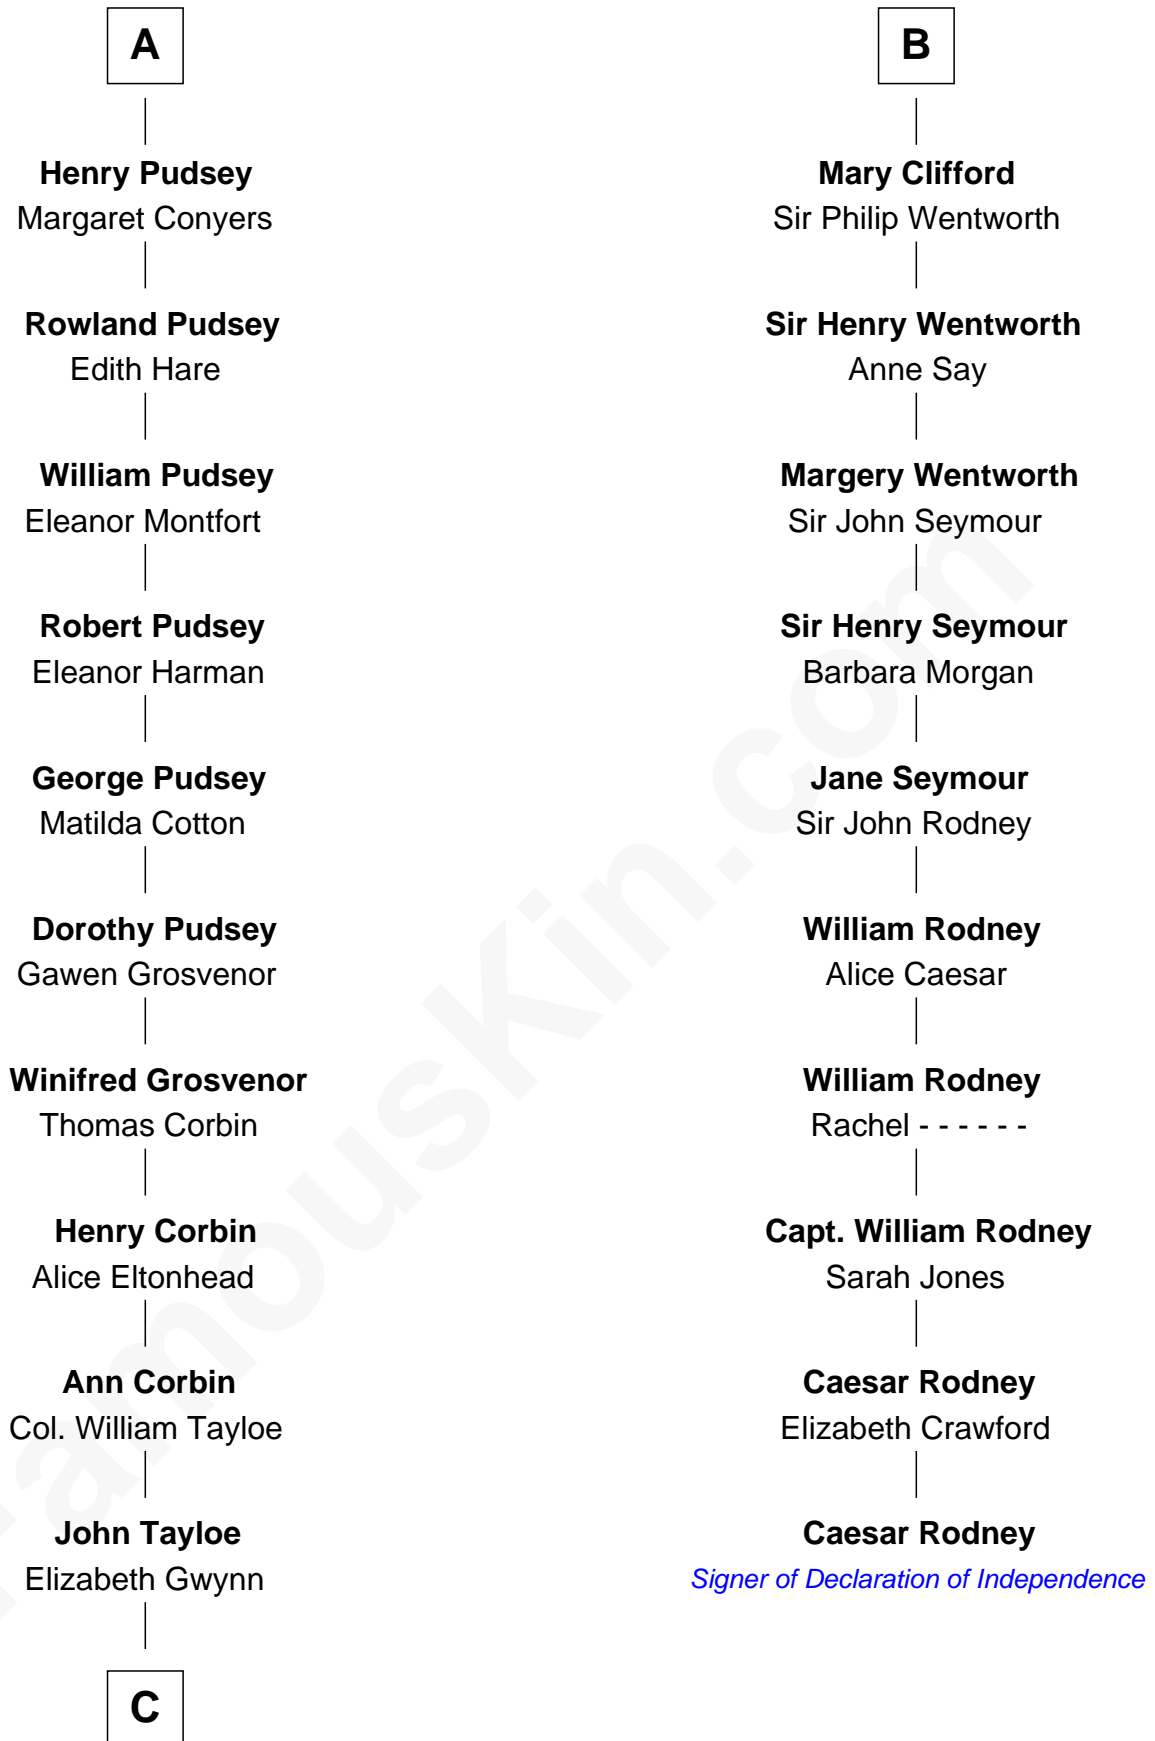 A
Henry Pudsey
Margaret Conyers
Rowland Pudsey
Edith Hare
William Pudsey
Eleanor Montfort
Robert Pudsey
Eleanor Harman
George Pudsey
Matilda Cotton
Dorothy Pudsey
Gawen Grosvenor
Winifred Grosvenor
Thomas Corbin
Henry Corbin
Alice Eltonhead
Ann Corbin
Col. William Tayloe
John Tayloe
Elizabeth Gwynn
C
B
Mary Clifford
Sir Philip Wentworth
Sir Henry Wentworth
Anne Say
Margery Wentworth
Sir John Seymour
Sir Henry Seymour
Barbara Morgan
Jane Seymour
Sir John Rodney
William Rodney
Alice Caesar
William Rodney
Rachel - - - - - -
Capt. William Rodney
Sarah Jones
Caesar Rodney
Elizabeth Crawford
Caesar Rodney
Signer of Declaration of Independence
FamousKin.com